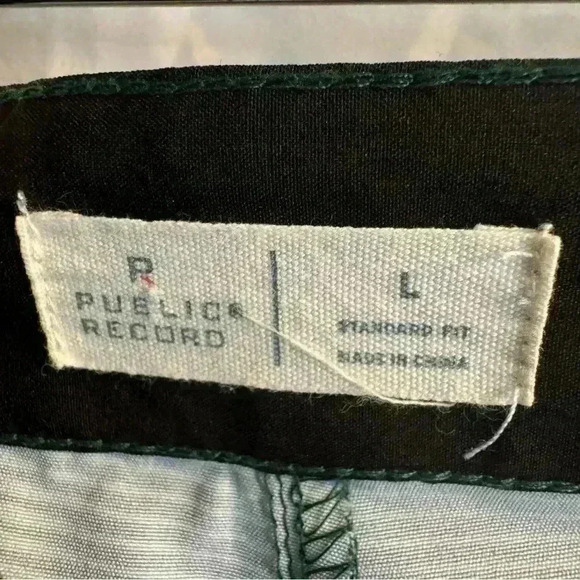 R
PUBLIC®
RECORD
L
STANDARD FIT
MADE IN CHINA